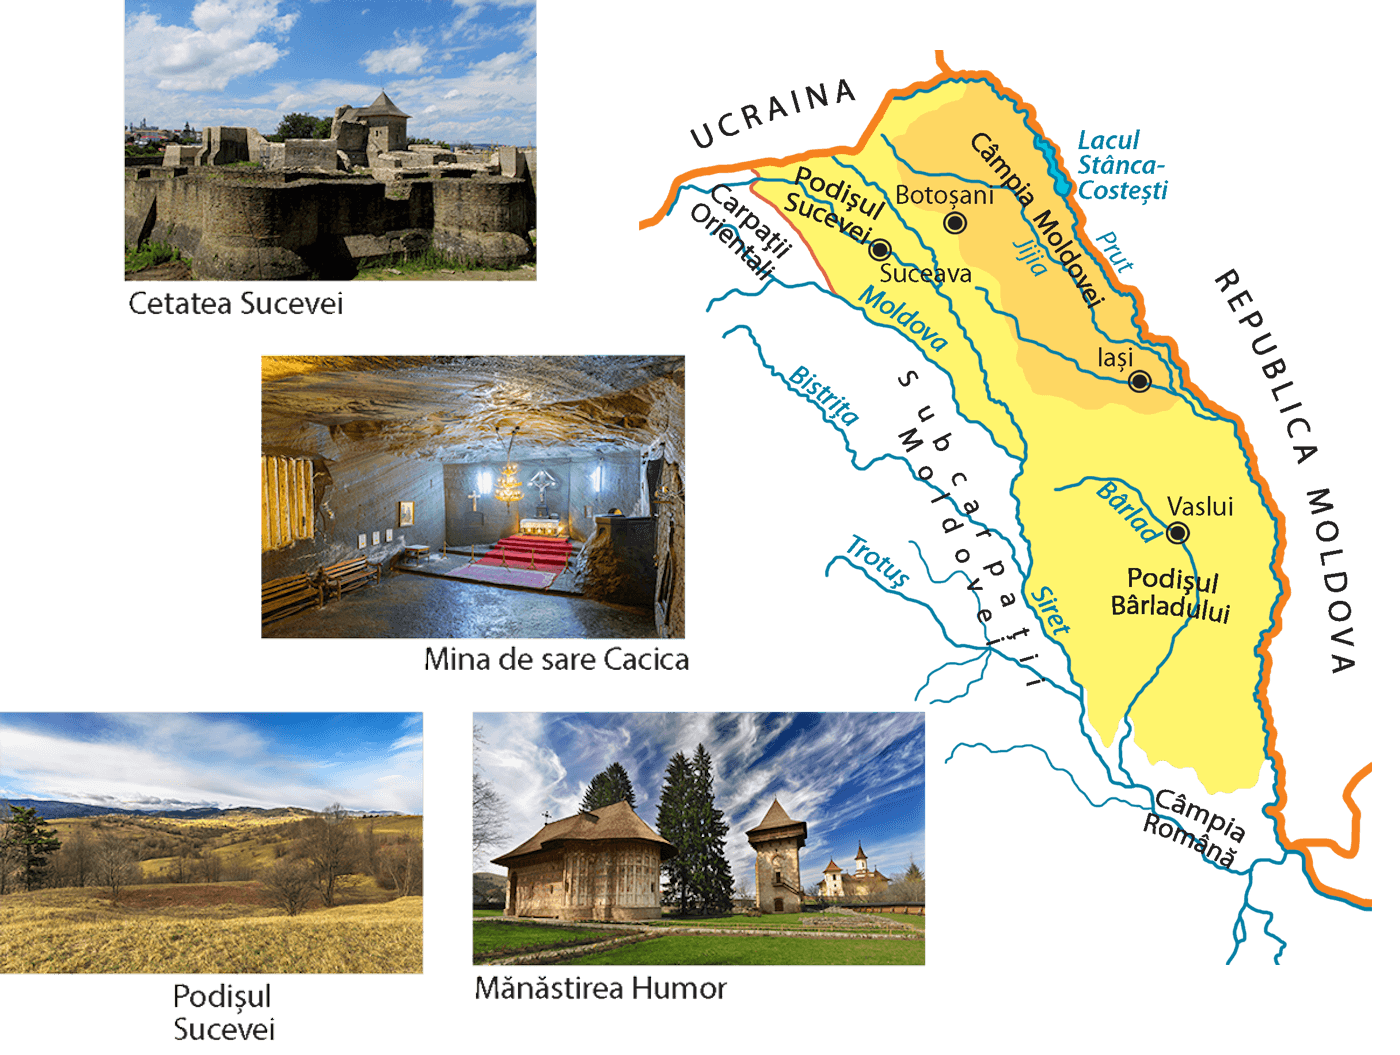 Cetatea Sucevei
Mina de sare Cacica
Podișul
Sucevei
Mănăstirea Humor
UCRAINA
REPUBLICA MOLDOVA
Lacul
Stânca-
Costești
Câmpia Moldovei
Podișul
Sucevei
Botoșani
Suceava
Carpații
Orientali
Jijia
Prut
Moldova
Iași
Bistrița
Subcarpații
Moldovei
Bârlad
Vaslui
Podișul
Bârladului
Trotuș
Siret
Câmpia
Română